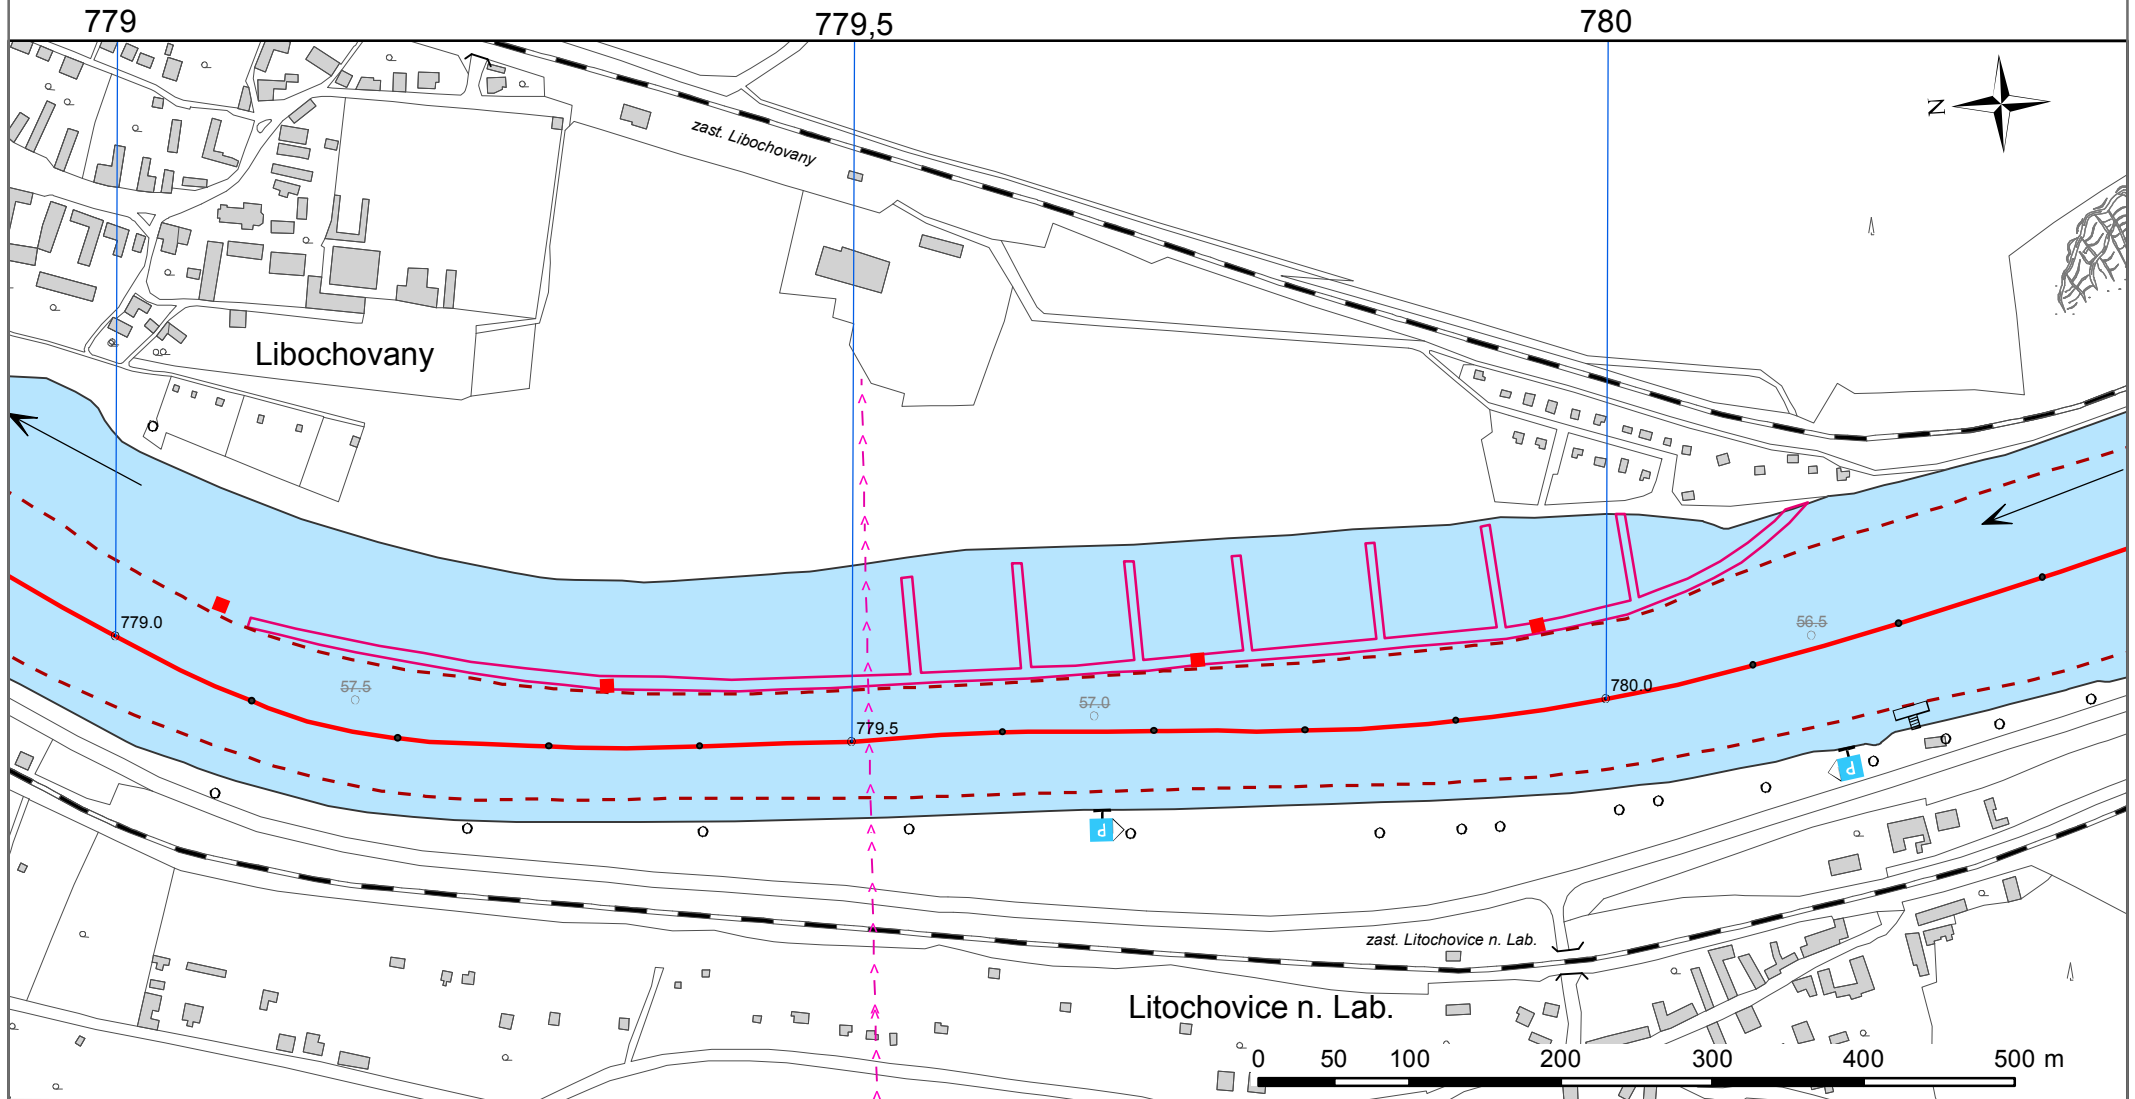 779
779,5
780
N
zast. Libochovany
Libochovany
779.0
56.5
57.5
780.0
57.0
779.5
P
P
zast. Litochovice n. Lab.
Litochovice n. Lab.
0 50 100 200 300 400 500 m